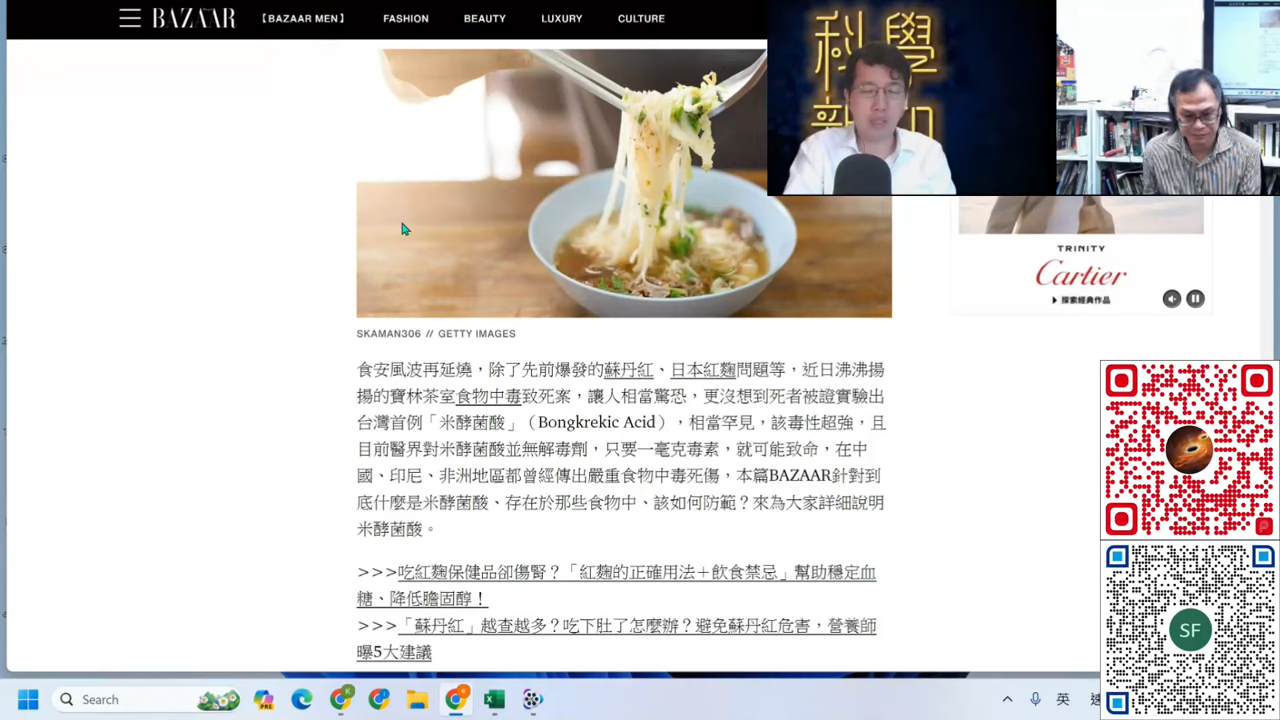 BAZAAR
【BAZAAR MEN】
FASHION
BEAUTY
LUXURY
CULTURE
科學
新知
TRINITY
Cartier
▶ 探索經典作品
SKAMAN306 // GETTY IMAGES
食安風波再延燒，除了先前爆發的蘇丹紅、日本紅麴問題等，近日沸沸揚
揚的寶林茶室食物中毒致死案，讓人相當驚恐，更沒想到死者被證實驗出
台灣首例「米酵菌酸」（Bongkrekic Acid），相當罕見，該毒性超強，且
目前醫界對米酵菌酸並無解毒劑，只要一毫克毒素，就可能致命，在中
國、印尼、非洲地區都曾經傳出嚴重食物中毒死傷，本篇BAZAAR針對到
底什麼是米酵菌酸、存在於那些食物中、該如何防範？來為大家詳細說明
米酵菌酸。
>>>吃紅麴保健品卻傷腎？「紅麴的正確用法＋飲食禁忌」幫助穩定血
糖、降低膽固醇！
>>>「蘇丹紅」越查越多？吃下肚了怎麼辦？避免蘇丹紅危害，營養師
曝5大建議
SF
Search
英